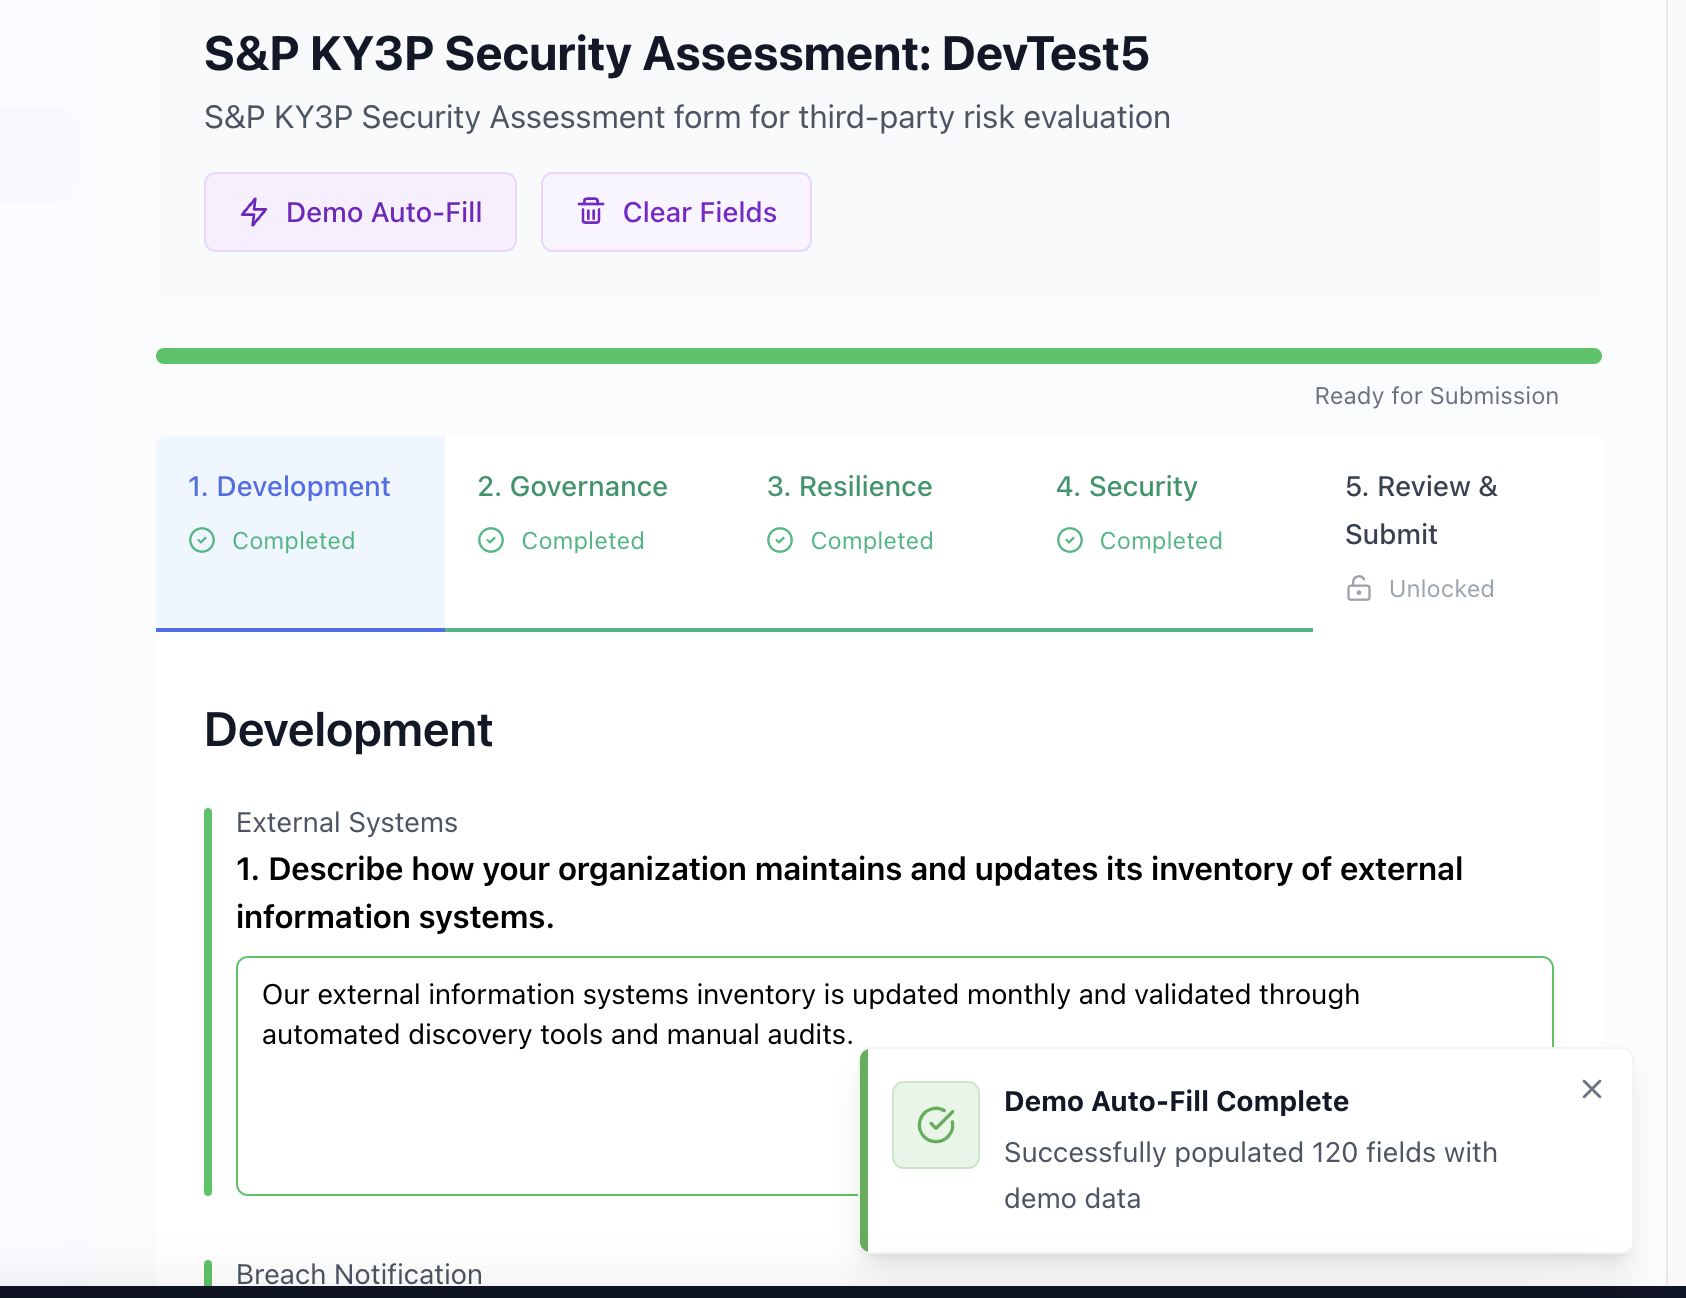 S&P KY3P Security Assessment: DevTest5
S&P KY3P Security Assessment form for third-party risk evaluation
Demo Auto-Fill
Clear Fields
Ready for Submission
1. Development
Completed
2. Governance
Completed
3. Resilience
Completed
4. Security
Completed
5. Review &
Submit
Unlocked
Development
External Systems
1. Describe how your organization maintains and updates its inventory of external
information systems.
Our external information systems inventory is updated monthly and validated through
automated discovery tools and manual audits.
Demo Auto-Fill Complete
Successfully populated 120 fields with
demo data
Breach Notification